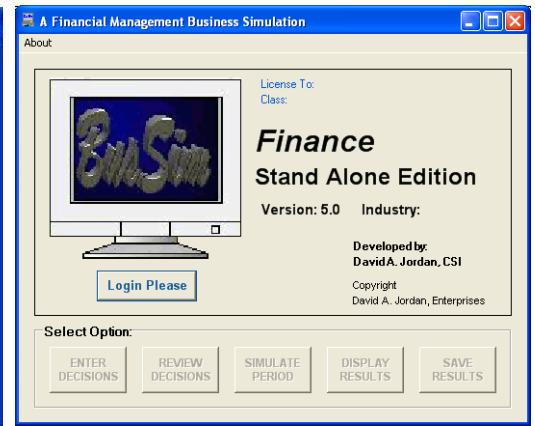 A Financial Management Business Simulation
About
License To:
Class:
BusSim
Finance
Stand Alone Edition
Version: 5.0 Industry:
Developed by:
David A. Jordan, CSI
Login Please
Copyright
David A. Jordan, Enterprises
Select Option:
ENTER DECISIONS
REVIEW DECISIONS
SIMULATE PERIOD
DISPLAY RESULTS
SAVE RESULTS